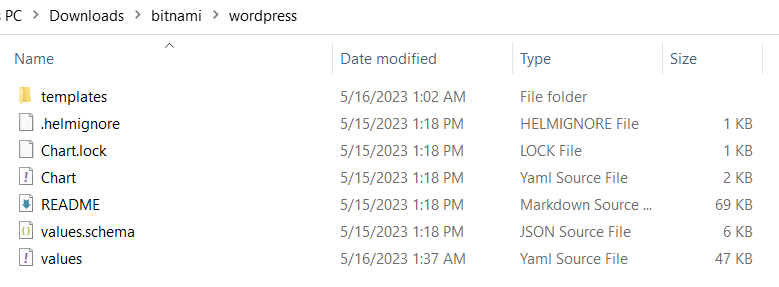 s PC > Downloads > bitnami > wordpress
Name Date modified Type Size
templates 5/16/2023 1:02 AM File folder
.helmignore 5/15/2023 1:18 PM HELMIGNORE File 1 KB
Chart.lock 5/15/2023 1:18 PM LOCK File 1 KB
Chart 5/15/2023 1:18 PM Yaml Source File 2 KB
README 5/15/2023 1:18 PM Markdown Source ... 69 KB
values.schema 5/15/2023 1:18 PM JSON Source File 6 KB
values 5/16/2023 1:37 AM Yaml Source File 47 KB